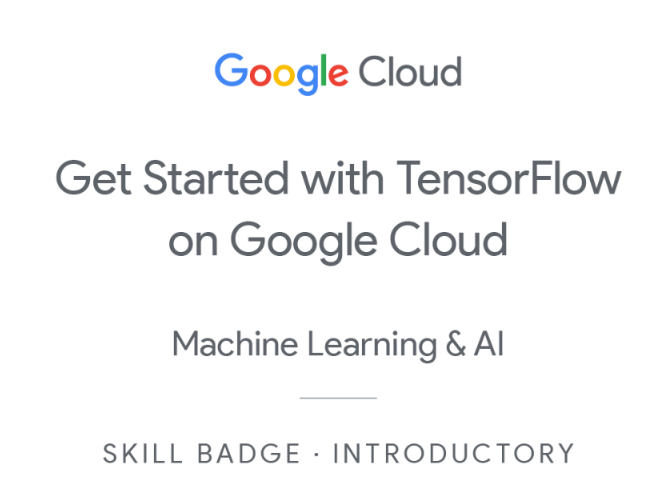 Google Cloud
Get Started with TensorFlow
on Google Cloud
Machine Learning & AI
SKILL BADGE · INTRODUCTORY